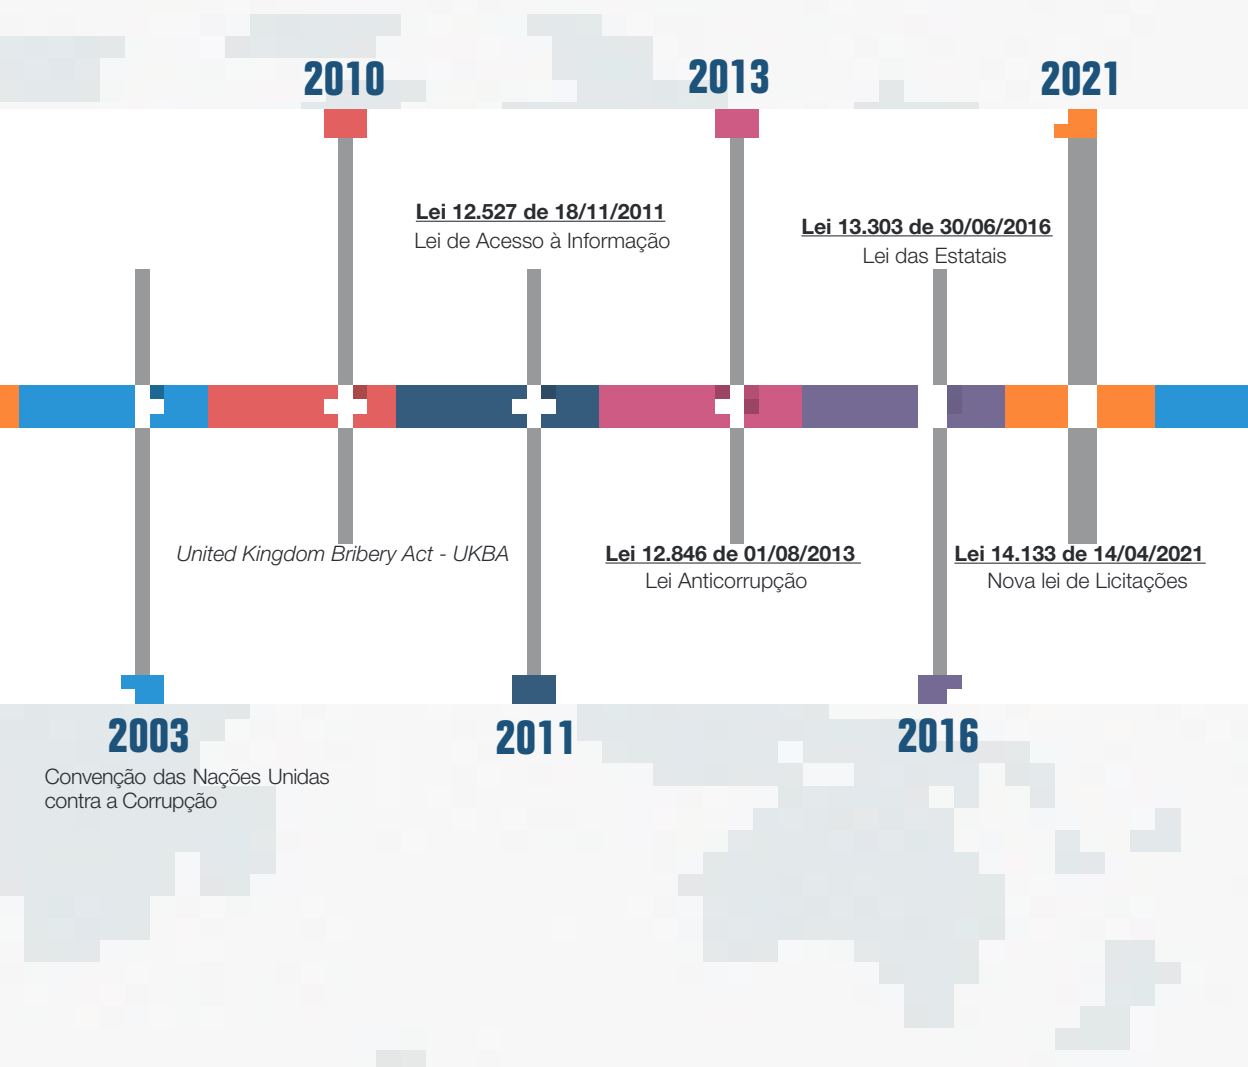 2010
2013
2021
Lei 12.527 de 18/11/2011
Lei de Acesso à Informação
Lei 13.303 de 30/06/2016
Lei das Estatais
United Kingdom Bribery Act - UKBA
Lei 12.846 de 01/08/2013
Lei Anticorrupção
Lei 14.133 de 14/04/2021
Nova lei de Licitações
2003
Convenção das Nações Unidas
contra a Corrupção
2011
2016